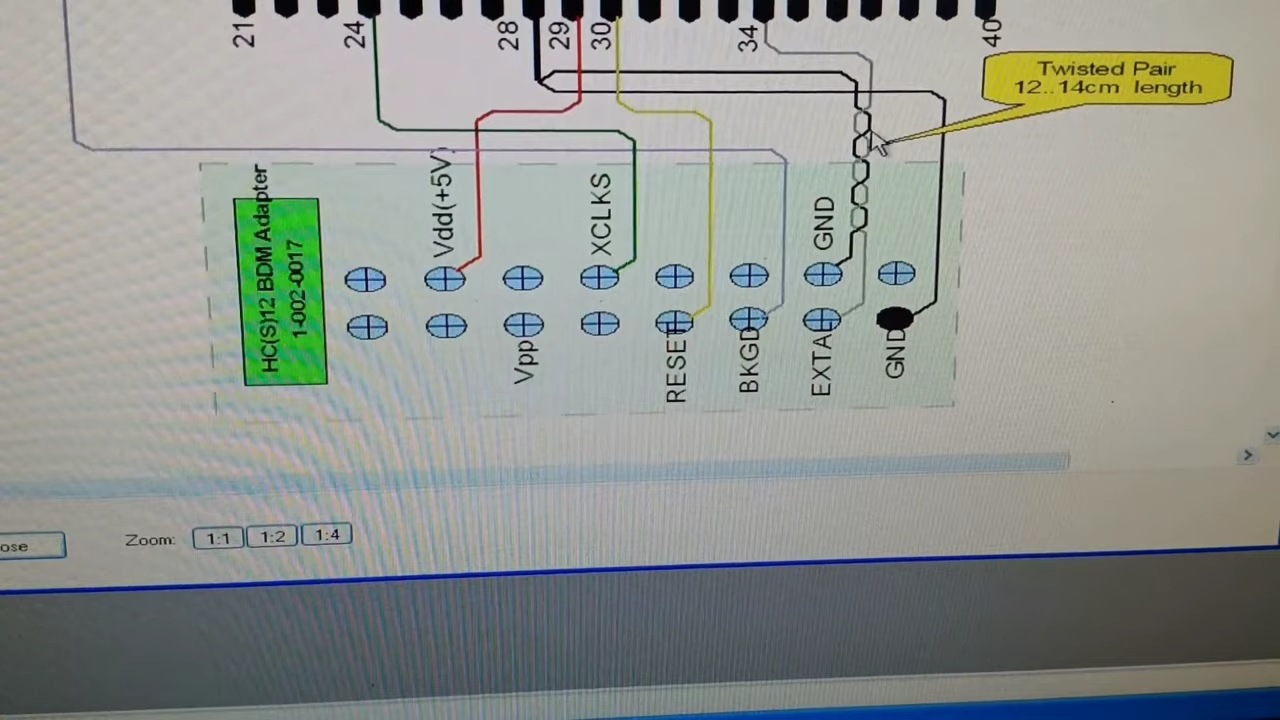 21
24
28
29
30
34
40
Twisted Pair
12..14cm length
HC(S)12 BDM Adapter
1-002-0017
Vdd(+5V)
XCLKS
GND
Vpp
RESET
BKGD
EXTAL
GND
ose
Zoom:
1:1
1:2
1:4